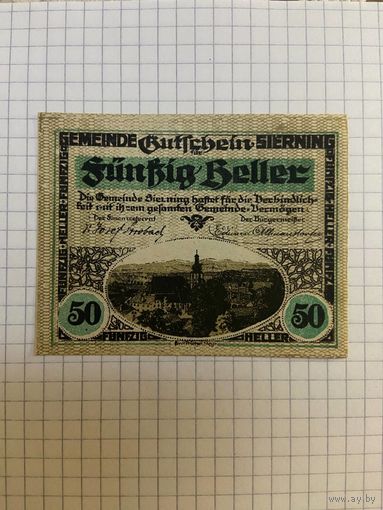 GEMEINDE Gutschein SIERNING
über
Fünfzig Heller
Die Gemeinde Sierning haftet für die Verbindlich-
keit mit ihrem gesamten Gemeinde-Vermögen
Der Bürgermeister:
50 50
FÜNFZIG HELLER
www.ay.by